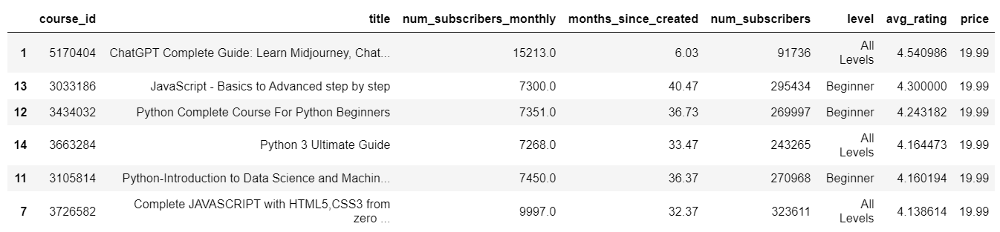 course_id title num_subscribers_monthly months_since_created num_subscribers level avg_rating price
1 5170404 ChatGPT Complete Guide: Learn Midjourney, Chat... 15213.0 6.03 91736 All Levels 4.540986 19.99
13 3033186 JavaScript - Basics to Advanced step by step 7300.0 40.47 295434 Beginner 4.300000 19.99
12 3434032 Python Complete Course For Python Beginners 7351.0 36.73 269997 Beginner 4.243182 19.99
14 3663284 Python 3 Ultimate Guide 7268.0 33.47 243265 All Levels 4.164473 19.99
11 3105814 Python-Introduction to Data Science and Machin... 7450.0 36.37 270968 Beginner 4.160194 19.99
7 3726582 Complete JAVASCRIPT with HTML5,CSS3 from zero ... 9997.0 32.37 323611 All Levels 4.138614 19.99